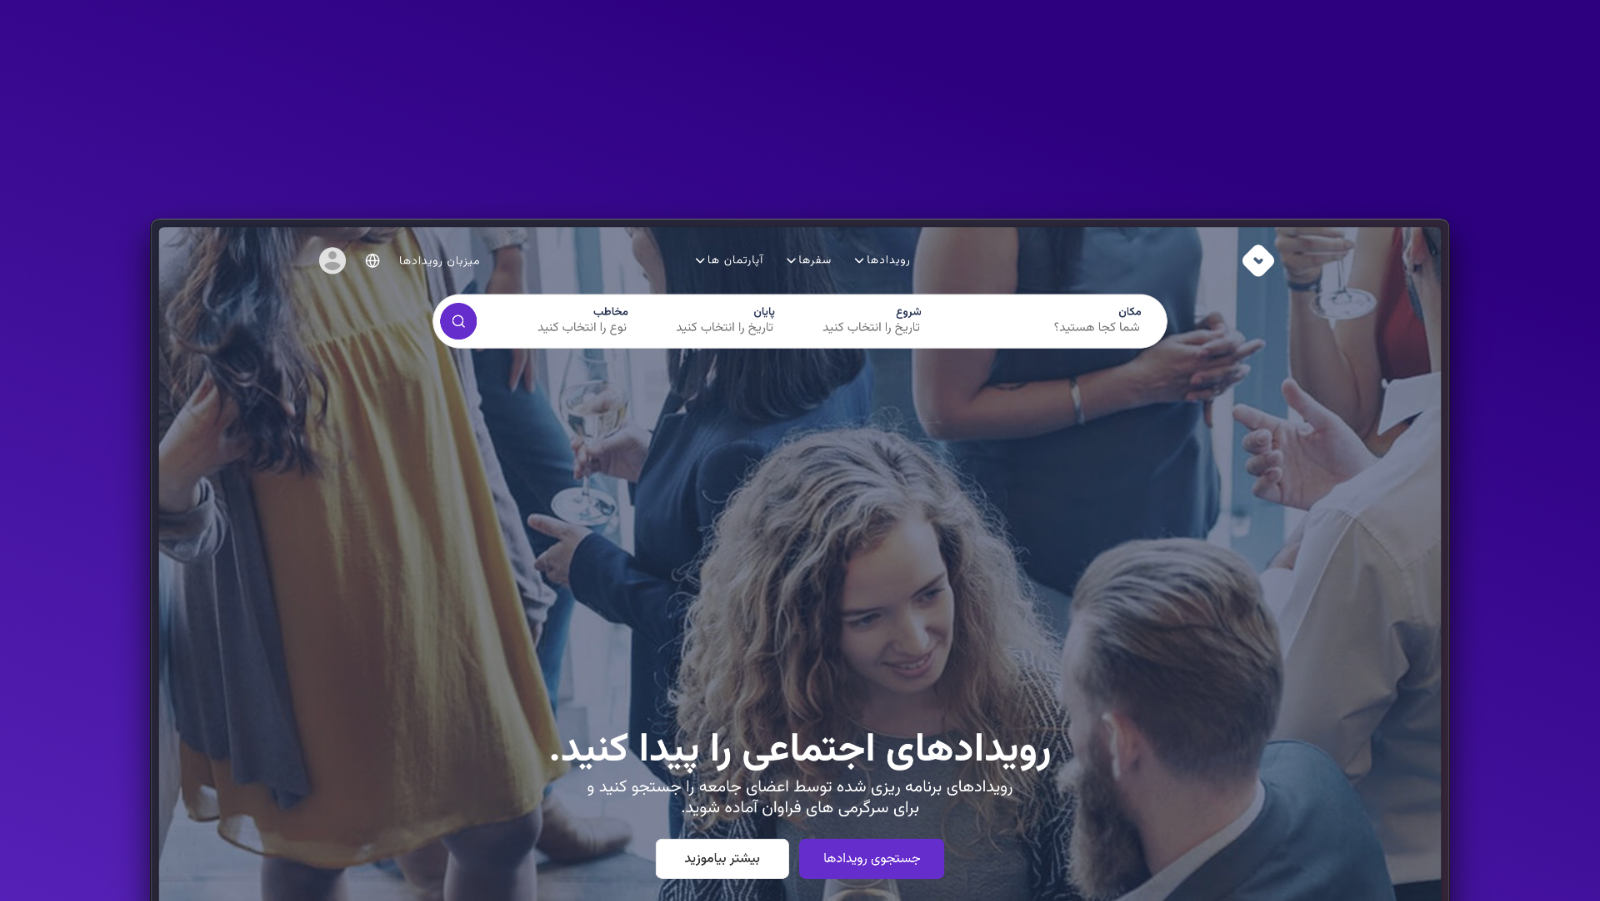 رویدادها
سفرها
آپارتمان ها
میزبان رویدادها
مکان
شما کجا هستید؟
شروع
تاریخ را انتخاب کنید
پایان
تاریخ را انتخاب کنید
مخاطب
نوع را انتخاب کنید
رویدادهای اجتماعی را پیدا کنید.
رویدادهای برنامه ریزی شده توسط اعضای جامعه را جستجو کنید و
برای سرگرمی های فراوان آماده شوید.
جستجوی رویدادها
بیشتر بیاموزید